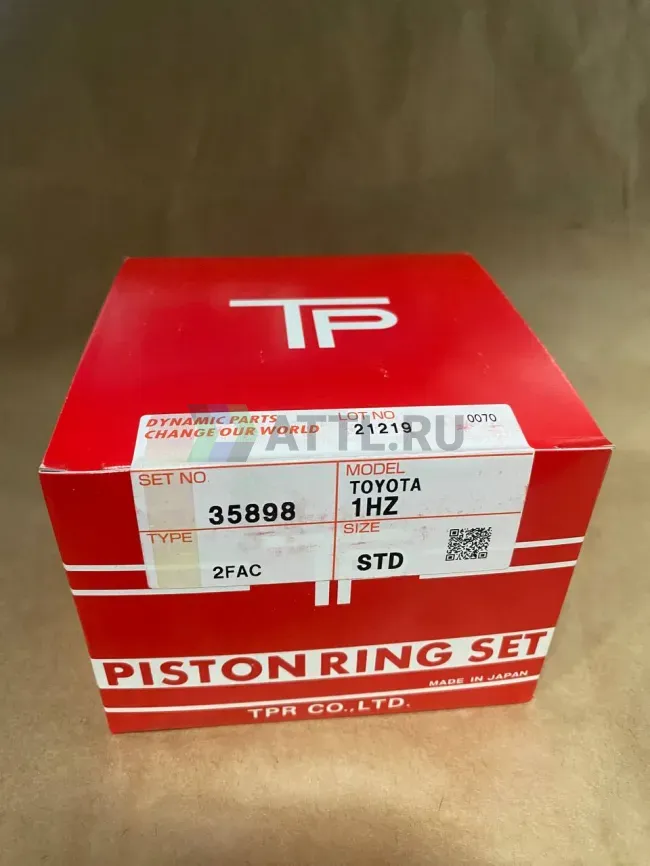 TP
DYNAMIC PARTS
CHANGE OUR WORLD
LOT NO
21219
0070
ATTL.RU
SET NO
35898
MODEL
TOYOTA
1HZ
TYPE
2FAC
SIZE
STD
PISTON RING SET
MADE IN JAPAN
TPR CO.,LTD.